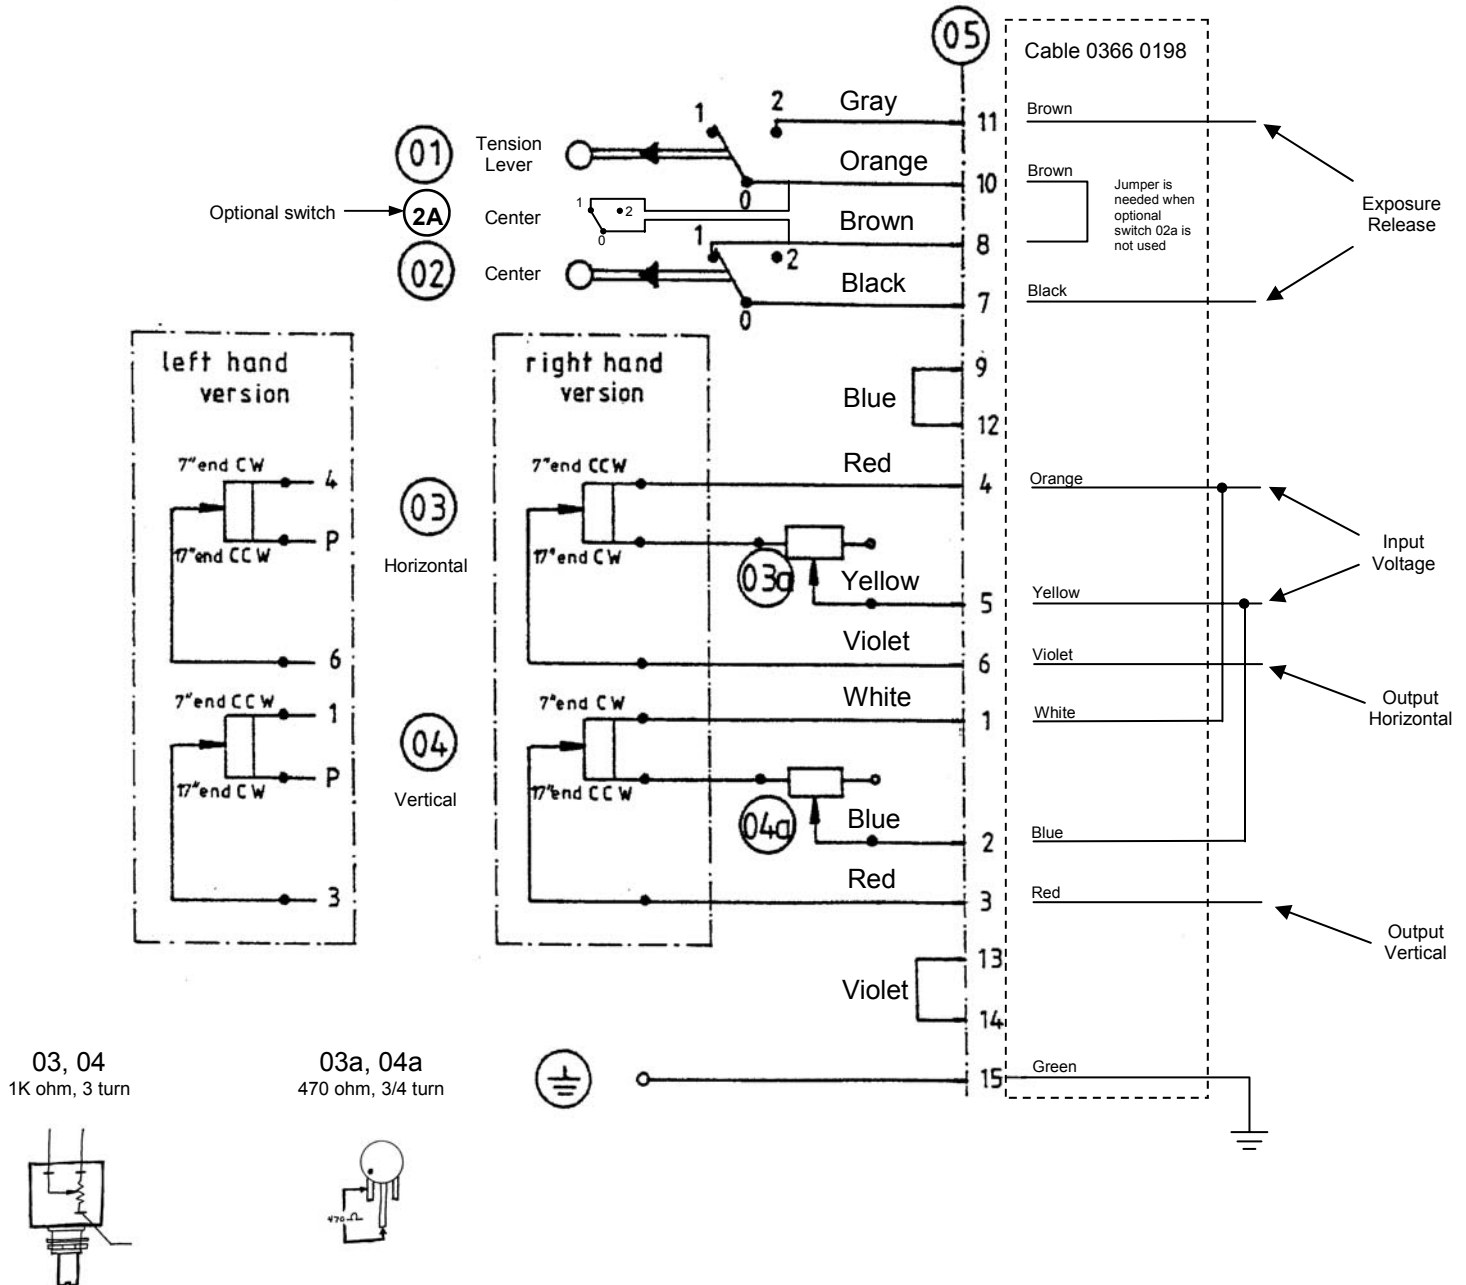 05
Cable 0366 0198
1
2
Gray
11
Brown
01
Tension
Lever
Orange
10
Brown
0
Jumper is
needed when
optional
switch 02a is
not used
Exposure
Release
Optional switch
2A
Center
1
2
0
Brown
8
1
2
02
Center
Black
7
Black
0
left hand
version
right hand
version
9
Blue
12
7"end CW
4
7"end CCW
Red
4
Orange
03
Horizontal
P
17"end CCW
17"end CW
03a
Input
Voltage
Yellow
5
Yellow
Violet
6
6
Violet
7"end CCW
1
7"end CW
White
1
White
Output
Horizontal
04
Vertical
P
17"end CW
17"end CCW
04a
Blue
2
Blue
3
Red
3
Red
Output
Vertical
13
Violet
14
03, 04
1K ohm, 3 turn
03a, 04a
470 ohm, 3/4 turn
15
Green
470 Ω